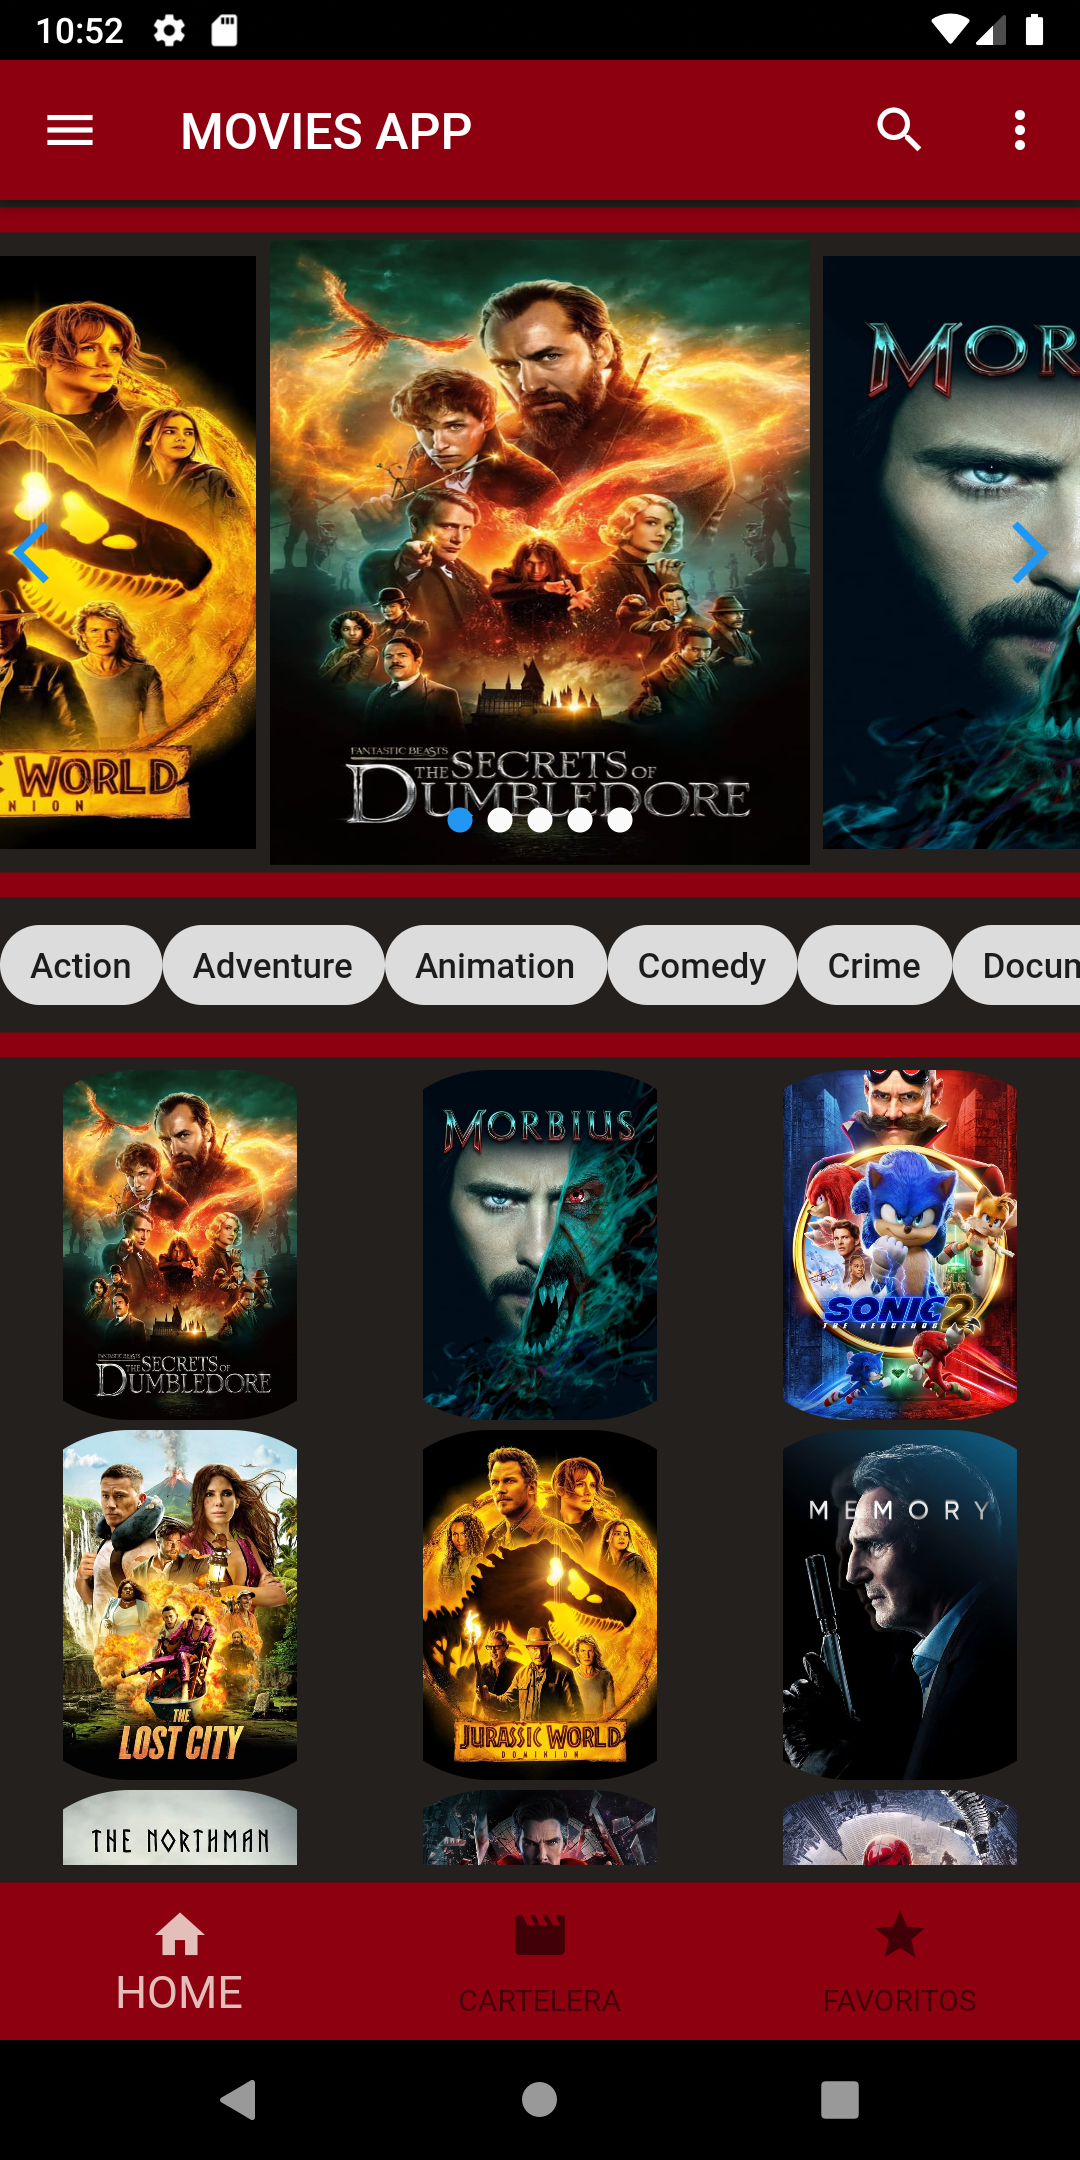 10:52
MOVIES APP
WORLD
NION
FANTASTIC BEASTS
THE SECRETS OF
DUMBLEDORE
MOR
Action
Adventure
Animation
Comedy
Crime
Docum
FANTASTIC BEASTS
THE SECRETS OF
DUMBLEDORE
MORBIUS
SONIC 2
THE HEDGEHOG
THE
LOST CITY
JURASSIC WORLD
DOMINION
MEMORY
THE NORTHMAN
HOME
CARTELERA
FAVORITOS